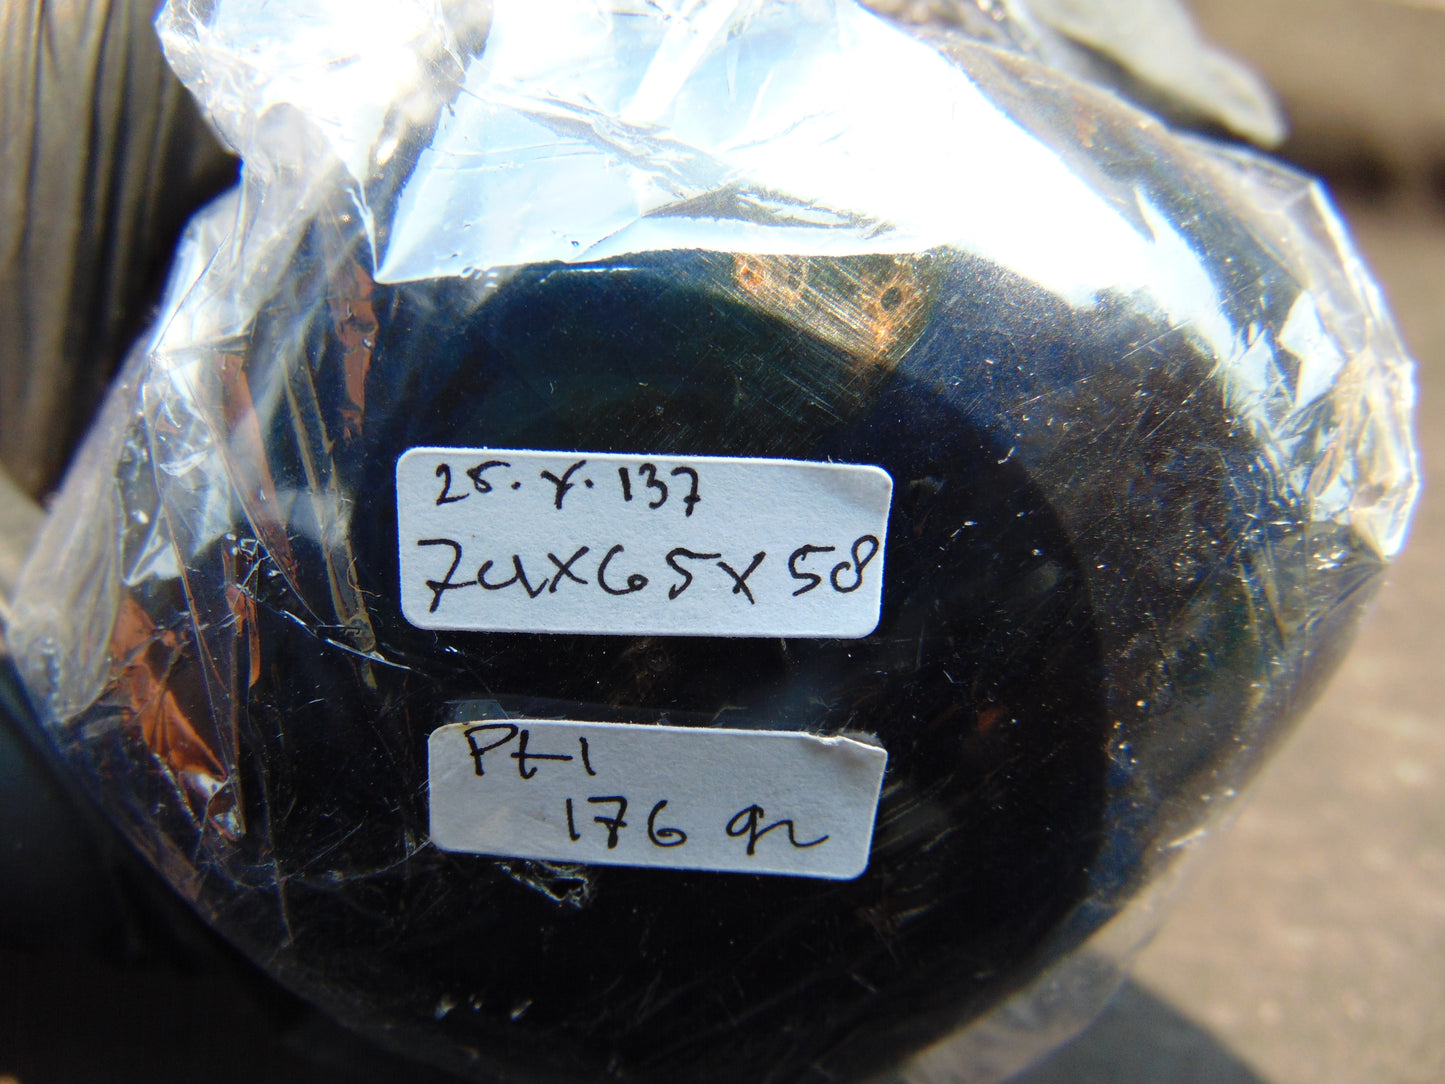 25. X. 137
74X65X58
Pt1
176 gr